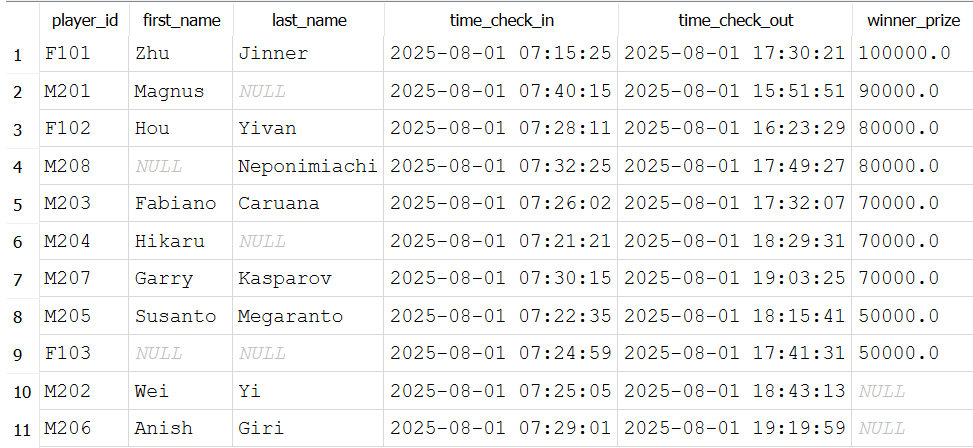 player_id first_name last_name time_check_in time_check_out winner_prize
1 F101 Zhu Jinner 2025-08-01 07:15:25 2025-08-01 17:30:21 100000.0
2 M201 Magnus NULL 2025-08-01 07:40:15 2025-08-01 15:51:51 90000.0
3 F102 Hou Yivan 2025-08-01 07:28:11 2025-08-01 16:23:29 80000.0
4 M208 NULL Neponimiachi 2025-08-01 07:32:25 2025-08-01 17:49:27 80000.0
5 M203 Fabiano Caruana 2025-08-01 07:26:02 2025-08-01 17:32:07 70000.0
6 M204 Hikaru NULL 2025-08-01 07:21:21 2025-08-01 18:29:31 70000.0
7 M207 Garry Kasparov 2025-08-01 07:30:15 2025-08-01 19:03:25 70000.0
8 M205 Susanto Megaranto 2025-08-01 07:22:35 2025-08-01 18:15:41 50000.0
9 F103 NULL NULL 2025-08-01 07:24:59 2025-08-01 17:41:31 50000.0
10 M202 Wei Yi 2025-08-01 07:25:05 2025-08-01 18:43:13 NULL
11 M206 Anish Giri 2025-08-01 07:29:01 2025-08-01 19:19:59 NULL